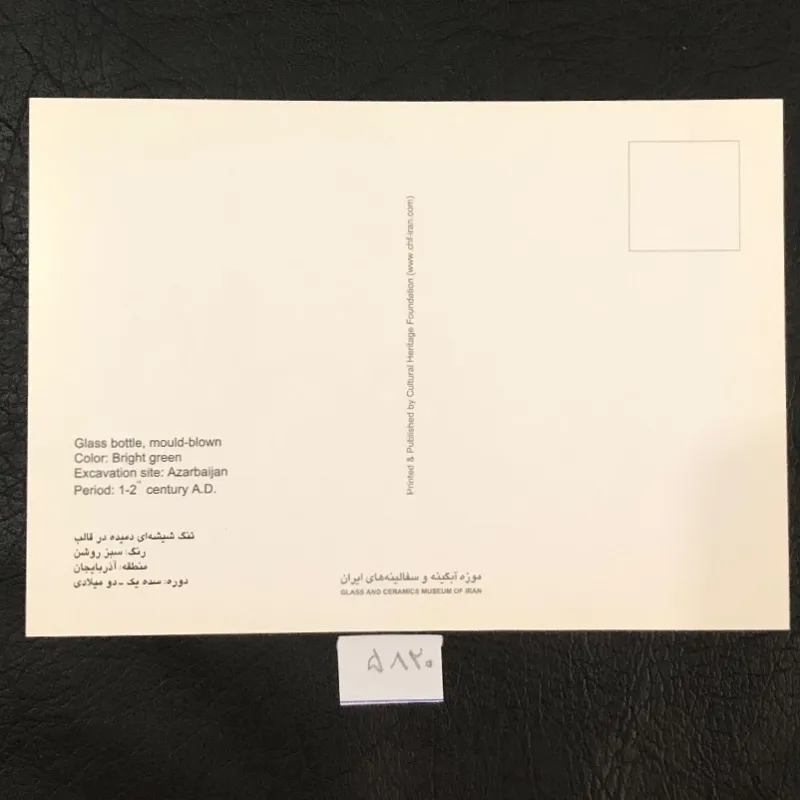 Glass bottle, mould-blown
Color: Bright green
Excavation site: Azarbaijan
Period: 1-2" century A.D.
تنگ شیشه‌ای دمیده در قالب
رنگ: سبز روشن
منطقه: آذربایجان
دوره: سده یک - دو میلادی
Printed & Published by Cultural Heritage Foundation (www.chf-iran.com)
موزه آبگینه و سفالینه‌های ایران
GLASS AND CERAMICS MUSEUM OF IRAN
۵۸۲۰